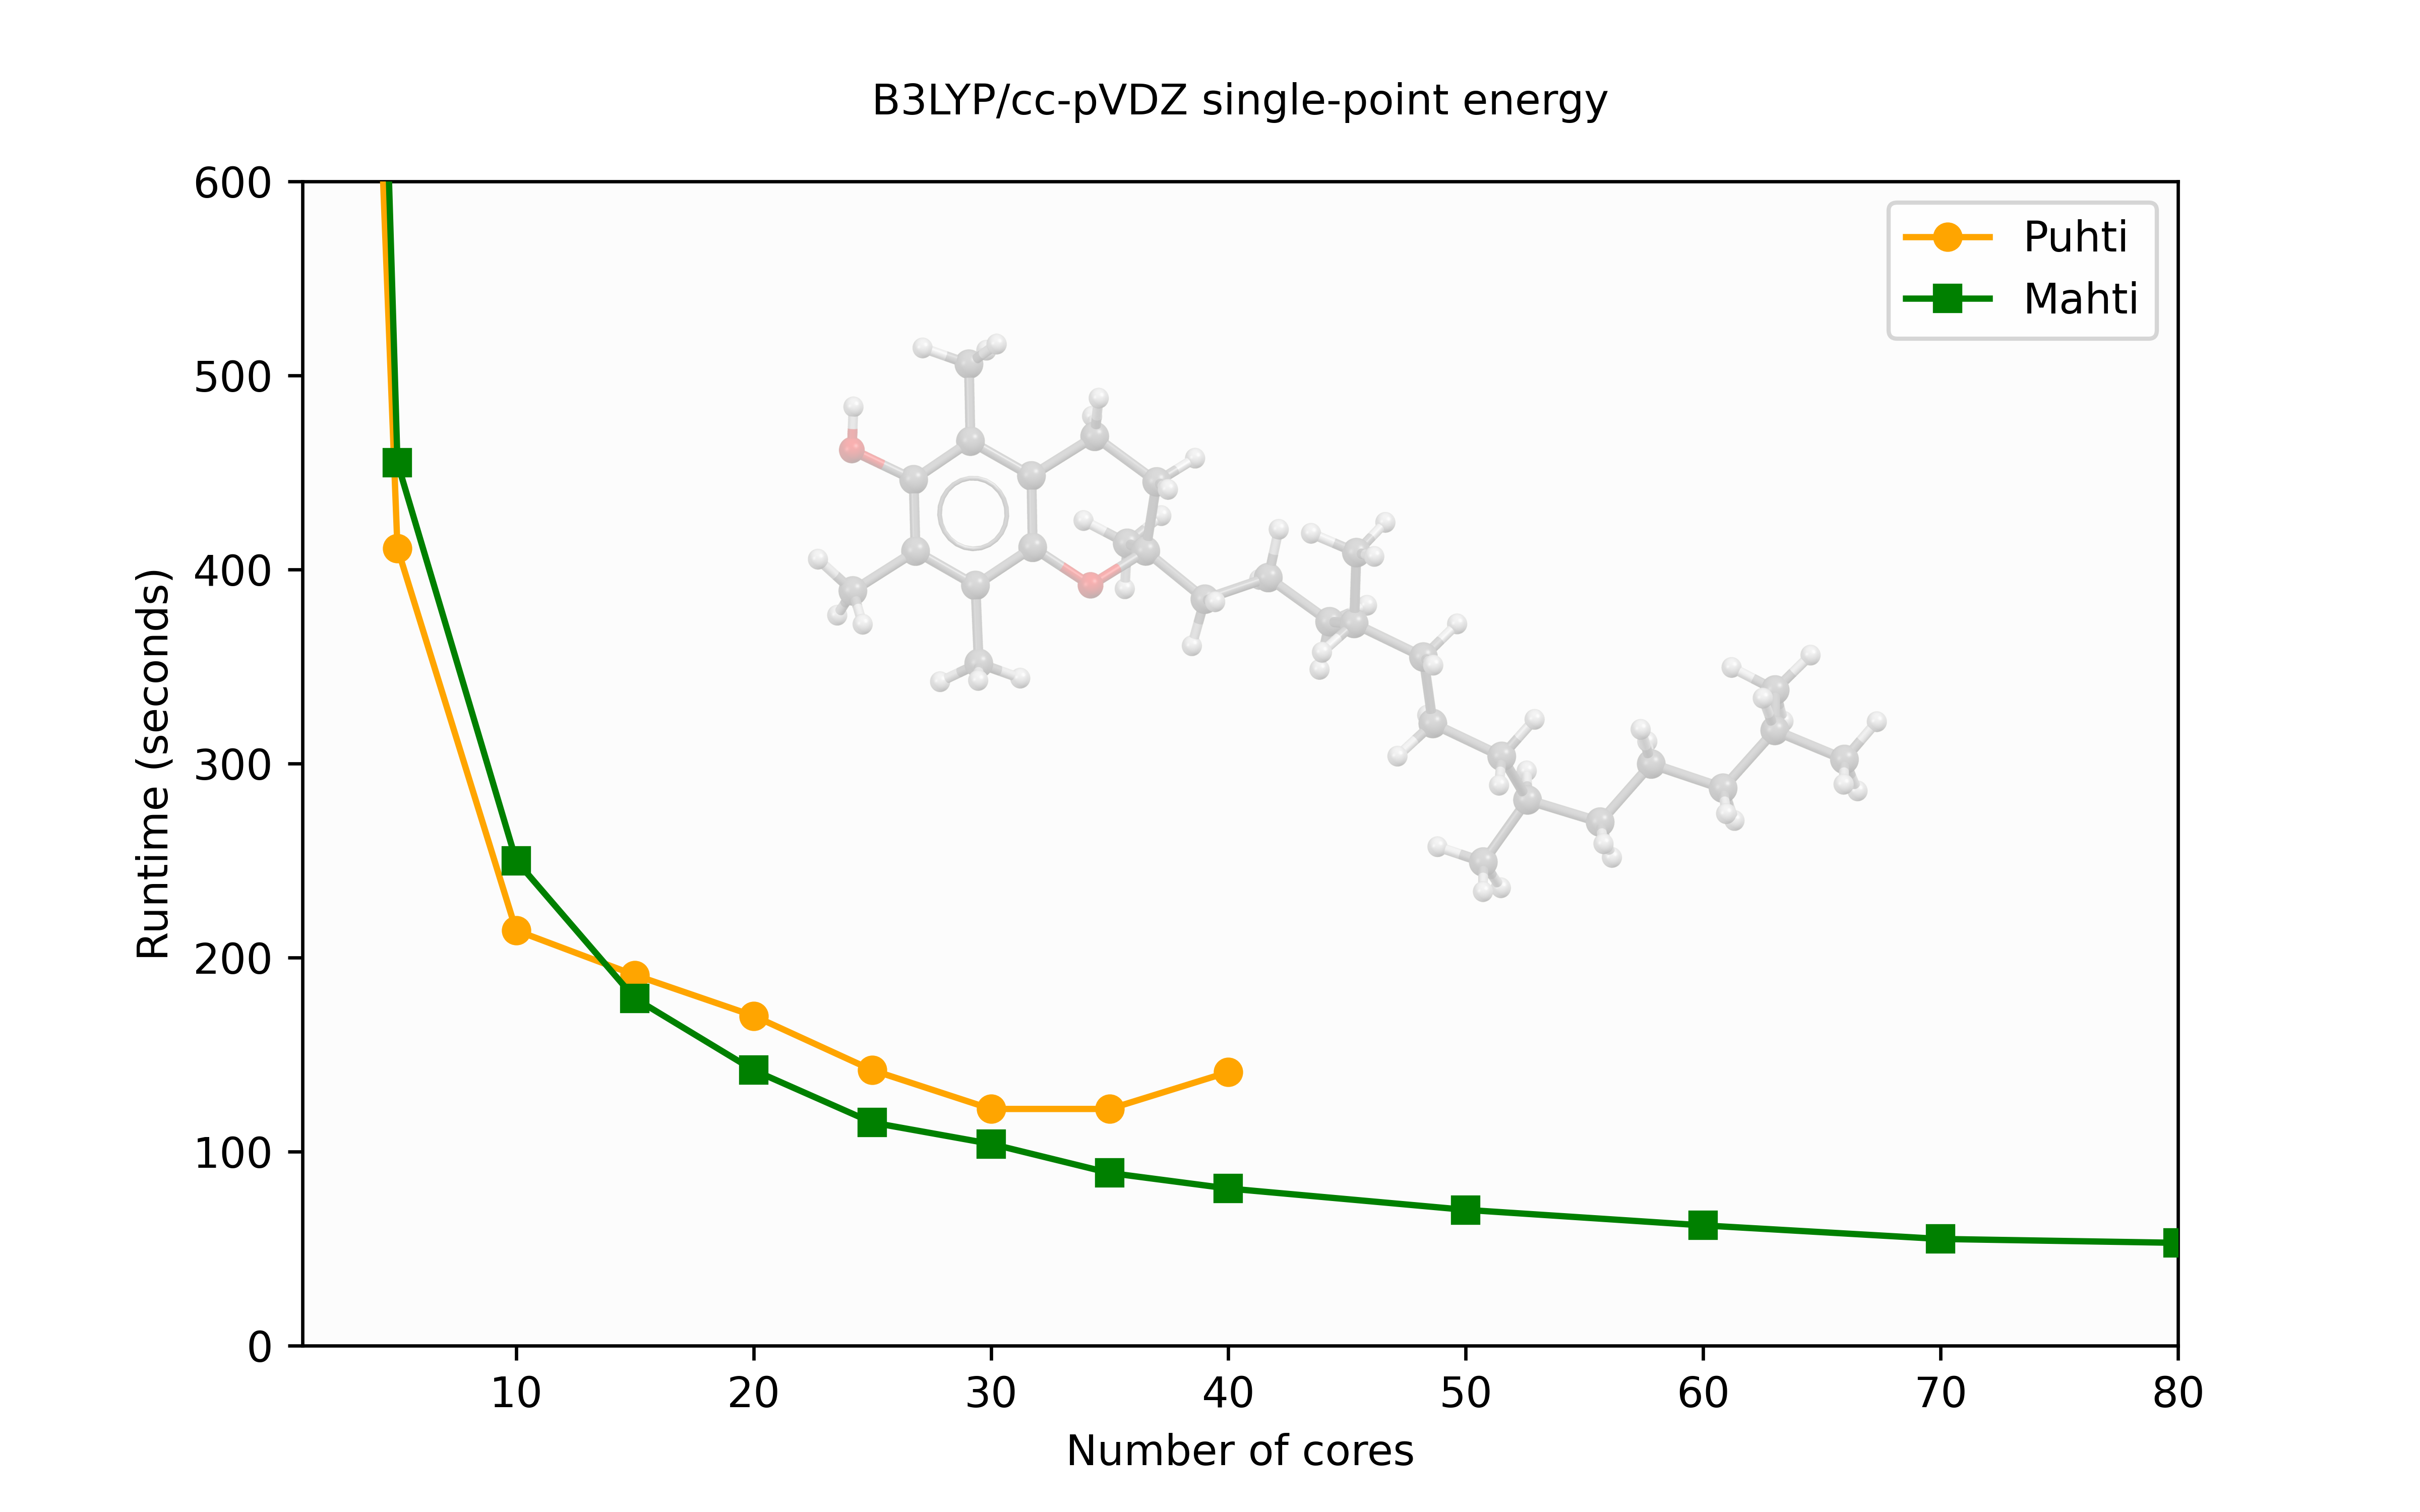 B3LYP/cc-pVDZ single-point energy
600
500
400
300
200
100
0
Runtime (seconds)
Puhti
Mahti
10 20 30 40 50 60 70 80
Number of cores